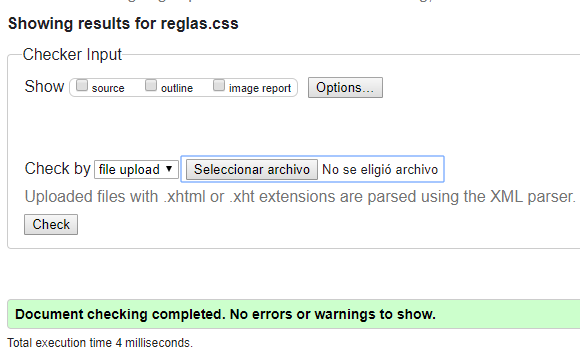 Showing results for reglas.css
Checker Input
Show source outline image report Options...
Check by file upload Seleccionar archivo No se eligió archivo
Uploaded files with .xhtml or .xht extensions are parsed using the XML parser.
Check
Document checking completed. No errors or warnings to show.
Total execution time 4 milliseconds.